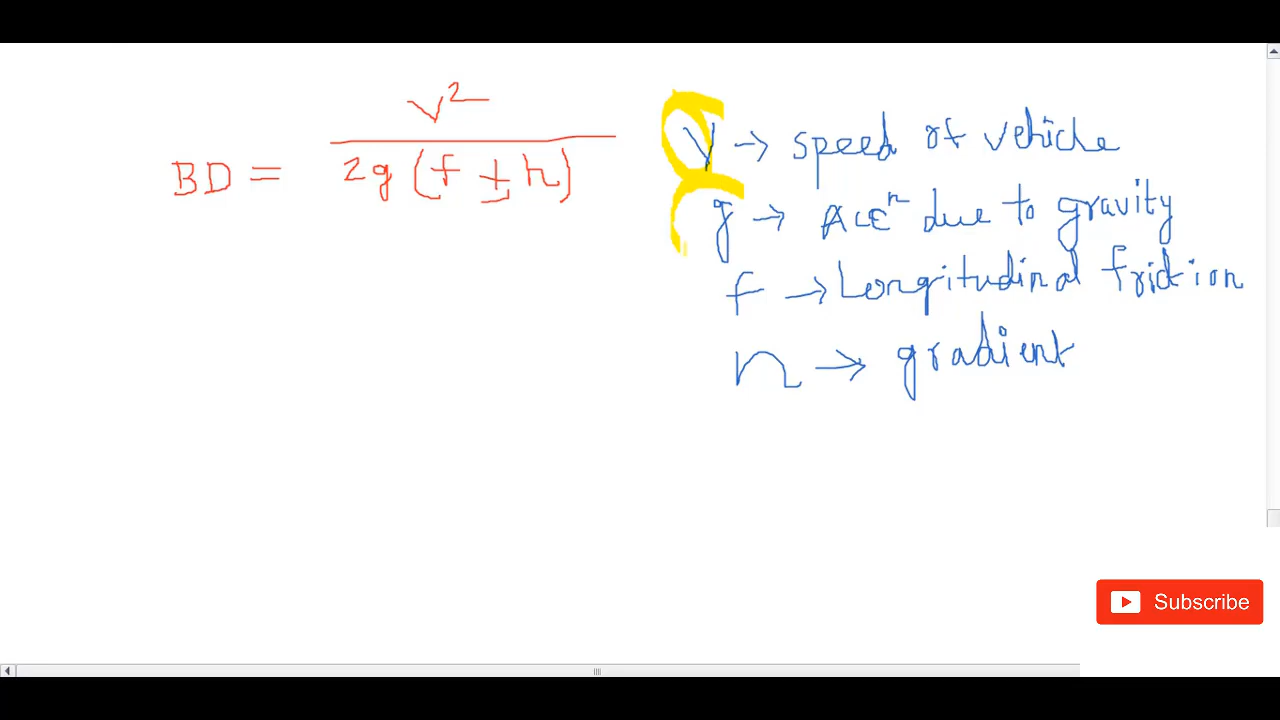 BD = v² / 2g (f ± n)
V → speed of vehicle
g → Accⁿ due to gravity
f → Longitudinal friction
n → gradient
Subscribe